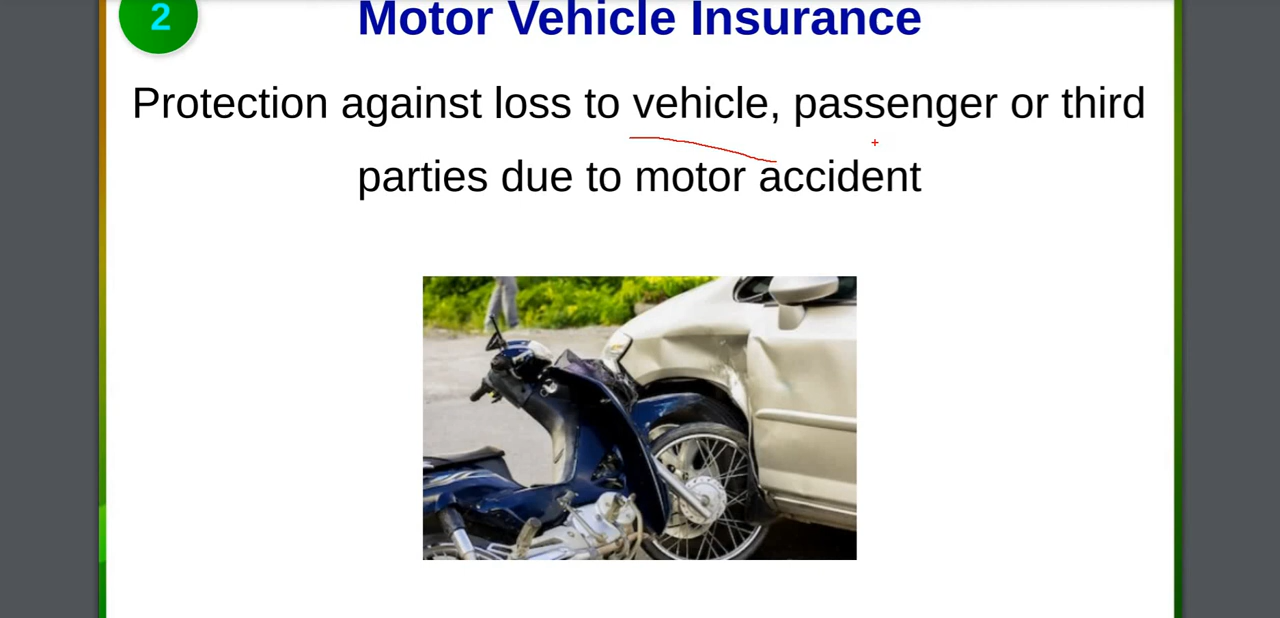 2
Motor Vehicle Insurance
Protection against loss to vehicle, passenger or third
parties due to motor accident